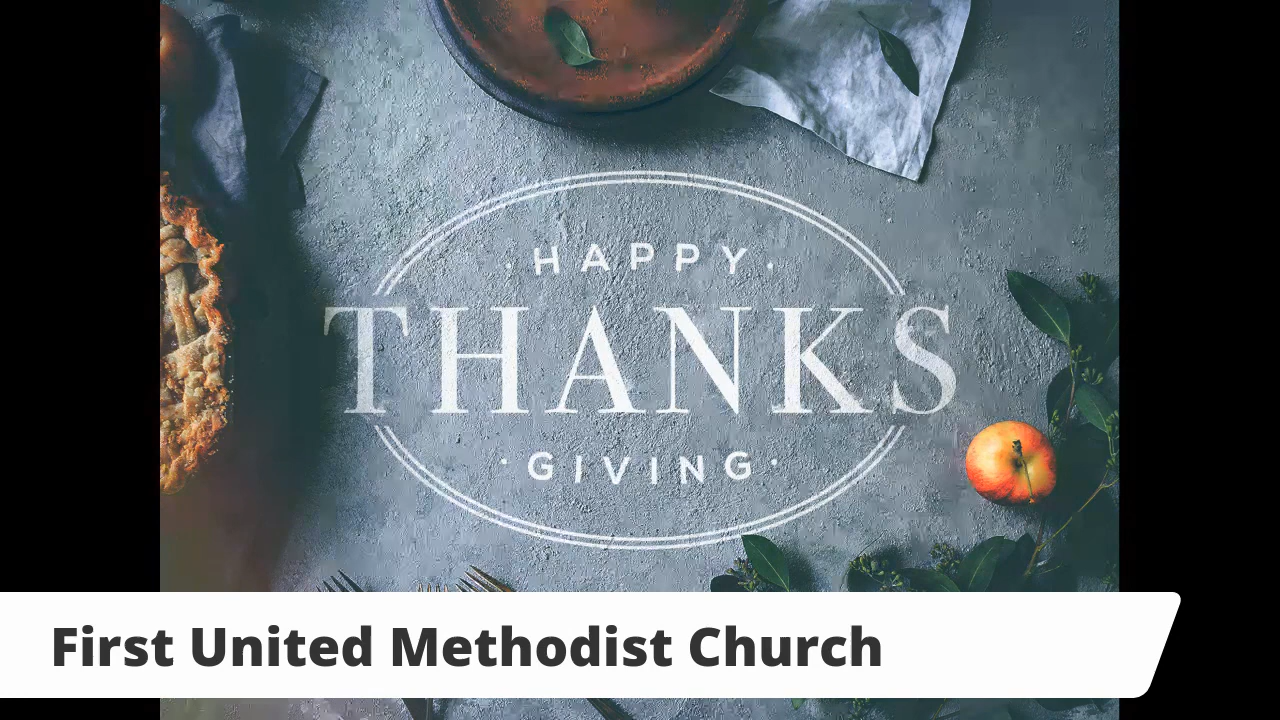 · HAPPY ·
THANKS
· GIVING ·
First United Methodist Church